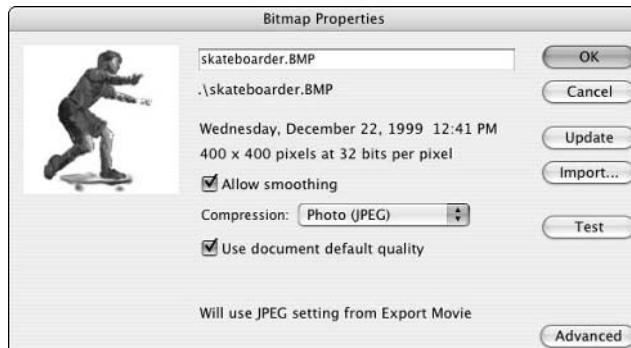 Bitmap Properties
skateboarder.BMP
OK
.\skateboarder.BMP
Cancel
Wednesday, December 22, 1999 12:41 PM
Update
400 x 400 pixels at 32 bits per pixel
Import...
Allow smoothing
Compression: Photo (JPEG)
Test
Use document default quality
Will use JPEG setting from Export Movie
Advanced